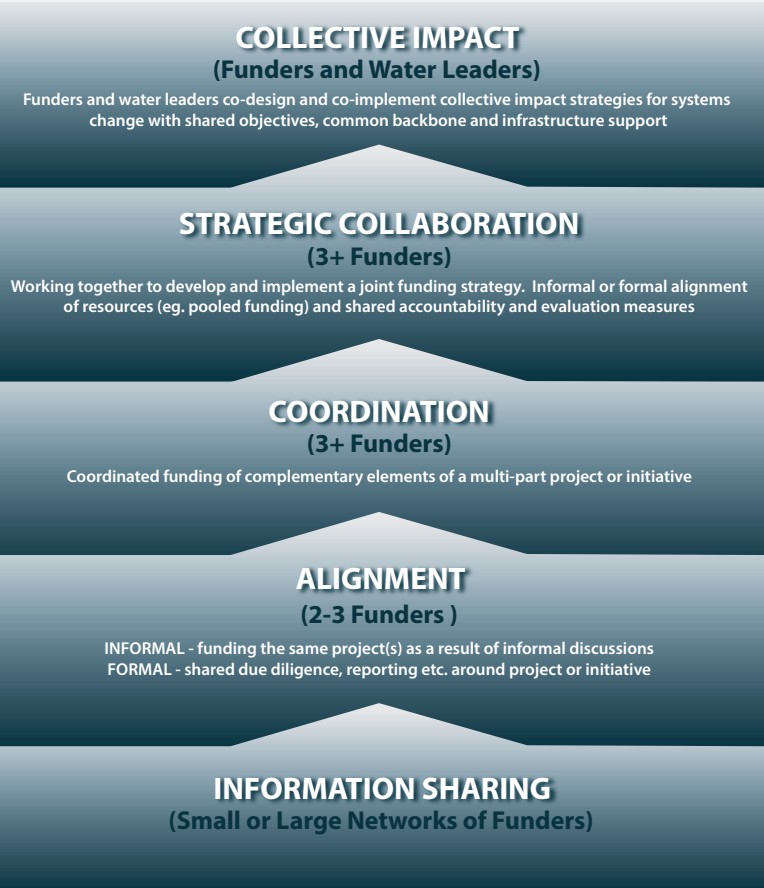 COLLECTIVE IMPACT
(Funders and Water Leaders)
Funders and water leaders co-design and co-implement collective impact strategies for systems
change with shared objectives, common backbone and infrastructure support
STRATEGIC COLLABORATION
(3+ Funders)
Working together to develop and implement a joint funding strategy. Informal or formal alignment
of resources (eg. pooled funding) and shared accountability and evaluation measures
COORDINATION
(3+ Funders)
Coordinated funding of complementary elements of a multi-part project or initiative
ALIGNMENT
(2-3 Funders )
INFORMAL - funding the same project(s) as a result of informal discussions
FORMAL - shared due diligence, reporting etc. around project or initiative
INFORMATION SHARING
(Small or Large Networks of Funders)